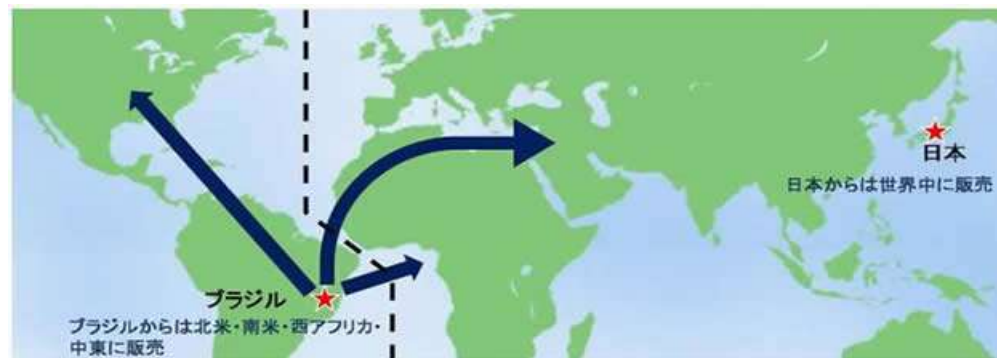 日本
日本からは世界中に販売
ブラジル
ブラジルからは北米・南米・西アフリカ・
中東に販売